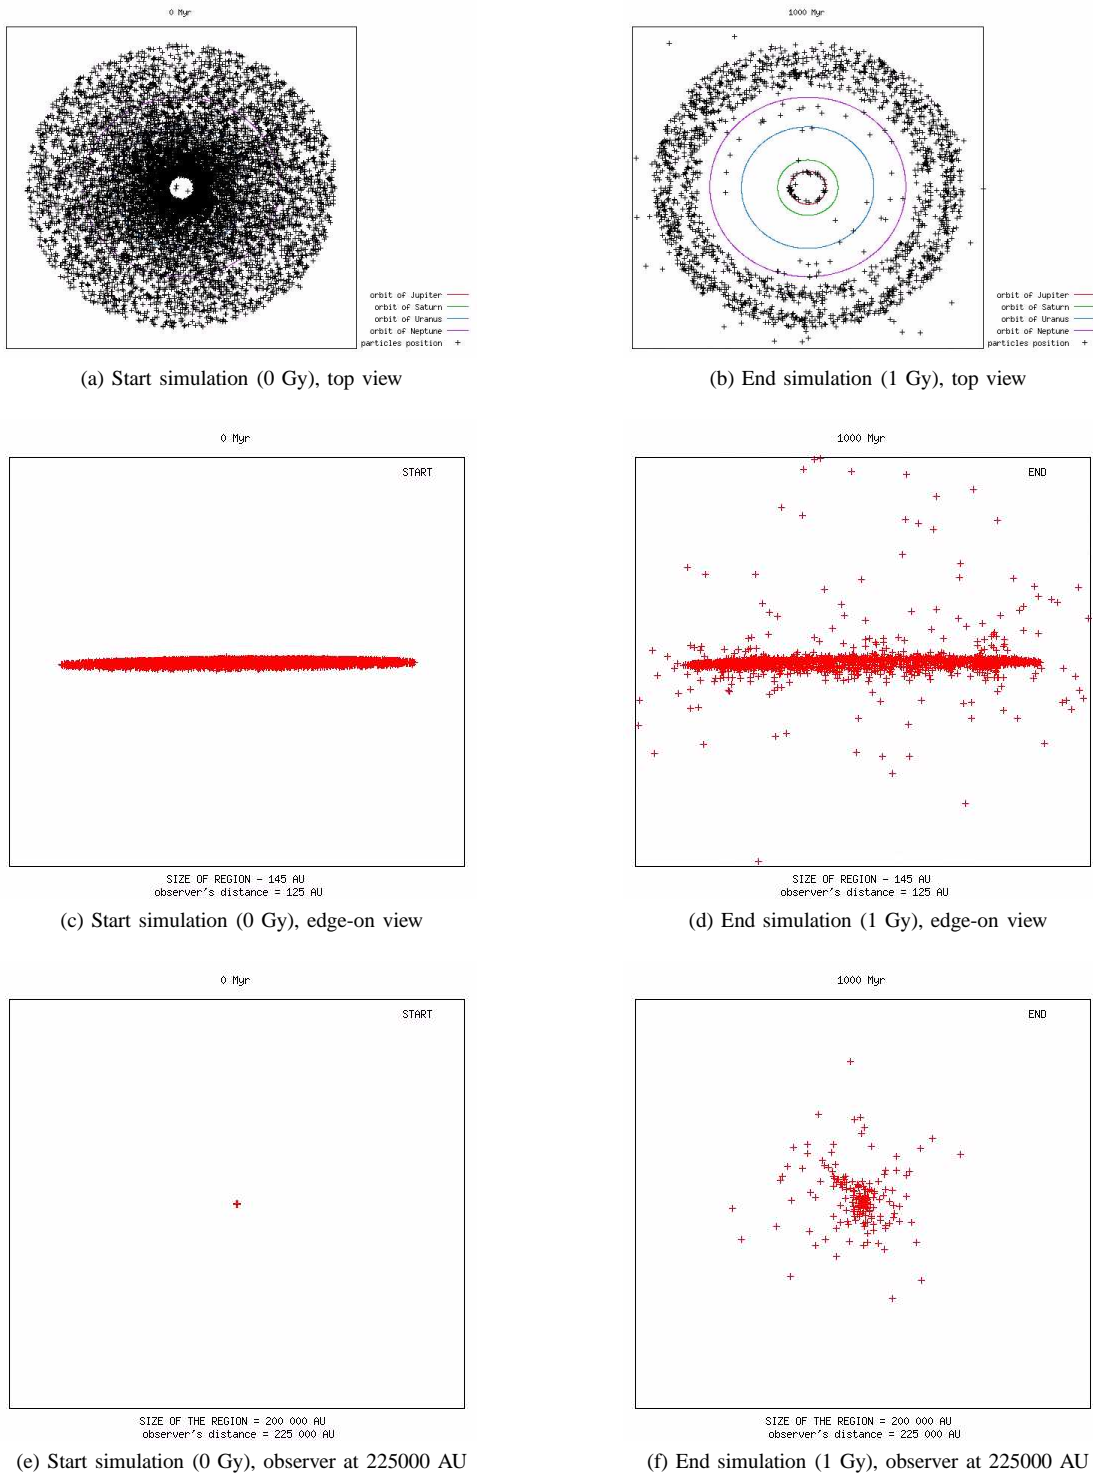 0 Myr
orbit of Jupiter
orbit of Saturn
orbit of Uranus
orbit of Neptune
particles position
(a) Start simulation (0 Gy), top view
1000 Myr
orbit of Jupiter
orbit of Saturn
orbit of Uranus
orbit of Neptune
particles position
(b) End simulation (1 Gy), top view
0 Myr
START
SIZE OF REGION - 145 AU
observer's distance = 125 AU
(c) Start simulation (0 Gy), edge-on view
1000 Myr
END
SIZE OF REGION - 145 AU
observer's distance = 125 AU
(d) End simulation (1 Gy), edge-on view
0 Myr
START
SIZE OF THE REGION = 200 000 AU
observer's distance = 225 000 AU
(e) Start simulation (0 Gy), observer at 225000 AU
1000 Myr
END
SIZE OF THE REGION = 200 000 AU
observer's distance = 225 000 AU
(f) End simulation (1 Gy), observer at 225000 AU